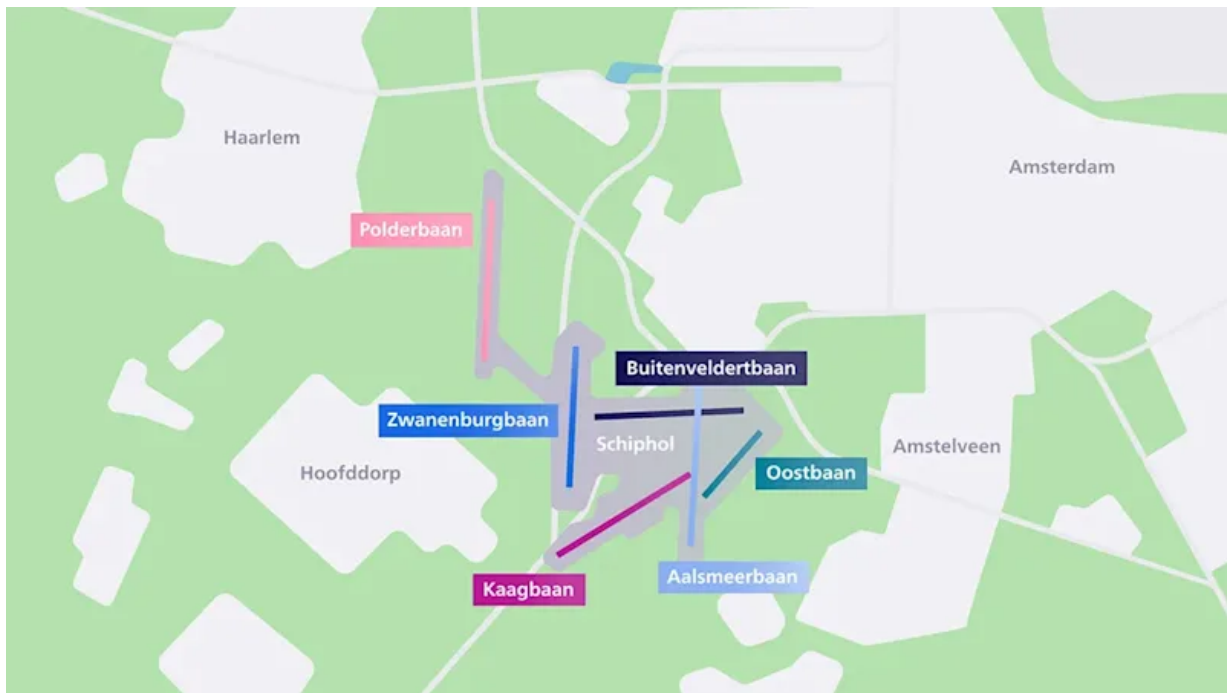 Haarlem
Amsterdam
Polderbaan
Buitenveldertbaan
Zwanenburgbaan
Schiphol
Amstelveen
Hoofddorp
Oostbaan
Kaagbaan
Aalsmeerbaan